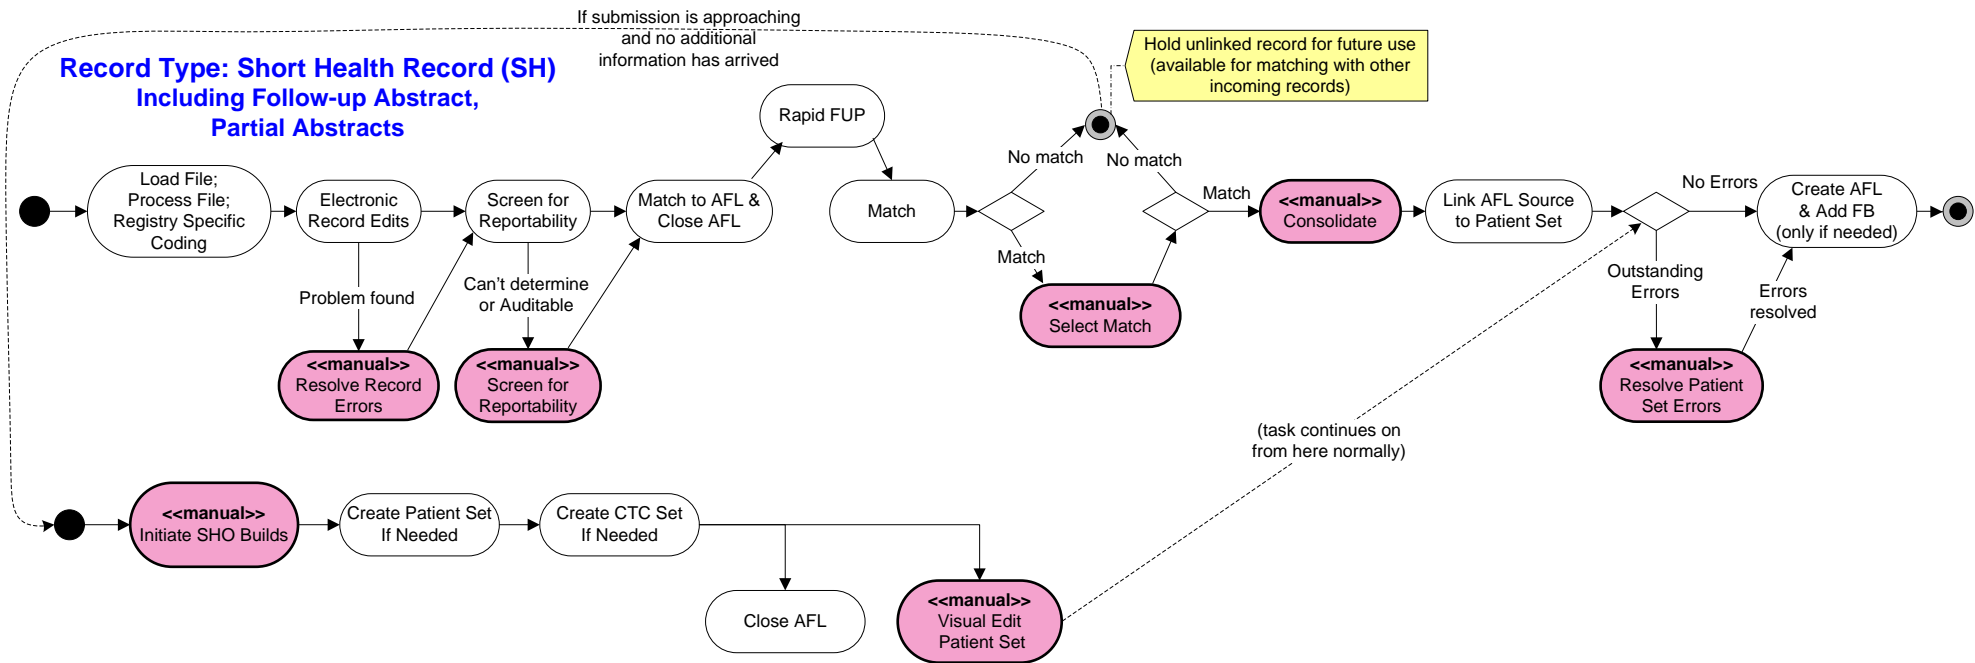 If submission is approaching
and no additional
information has arrived
Record Type: Short Health Record (SH)
Including Follow-up Abstract,
Partial Abstracts
Hold unlinked record for future use
(available for matching with other
incoming records)
Load File;
Process File;
Registry Specific
Coding
Electronic
Record Edits
Screen for
Reportability
Match to AFL &
Close AFL
Rapid FUP
Match
No match
No match
Match
Match
<<manual>>
Select Match
<<manual>>
Consolidate
Link AFL Source
to Patient Set
No Errors
Create AFL
& Add FB
(only if needed)
Problem found
Can't determine
or Auditable
Outstanding
Errors
Errors
resolved
<<manual>>
Resolve Record
Errors
<<manual>>
Screen for
Reportability
<<manual>>
Resolve Patient
Set Errors
(task continues on
from here normally)
<<manual>>
Initiate SHO Builds
Create Patient Set
If Needed
Create CTC Set
If Needed
Close AFL
<<manual>>
Visual Edit
Patient Set